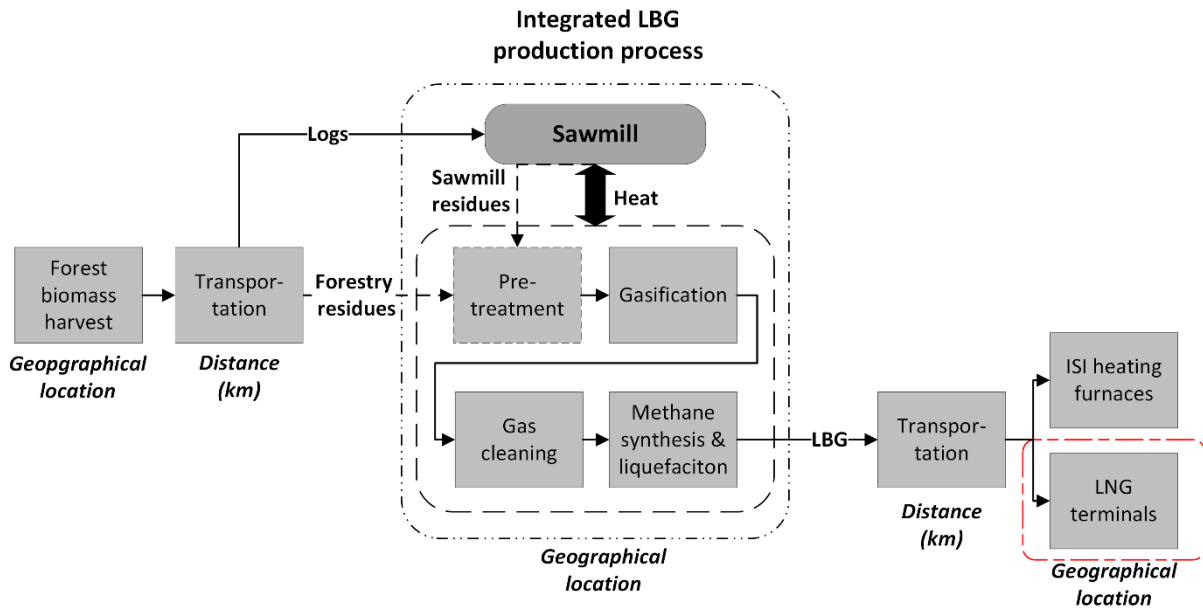 Integrated LBG
production process
Sawmill
Logs
Sawmill
residues
Heat
Forest
biomass
harvest
Geopgraphical
location
Transpor-
tation
Distance
(km)
Forestry
residues
Pre-
treatment
Gasification
Gas
cleaning
Methane
synthesis &
liquefaciton
LBG
Geographical
location
Transpor-
tation
Distance
(km)
ISI heating
furnaces
LNG
terminals
Geographical
location